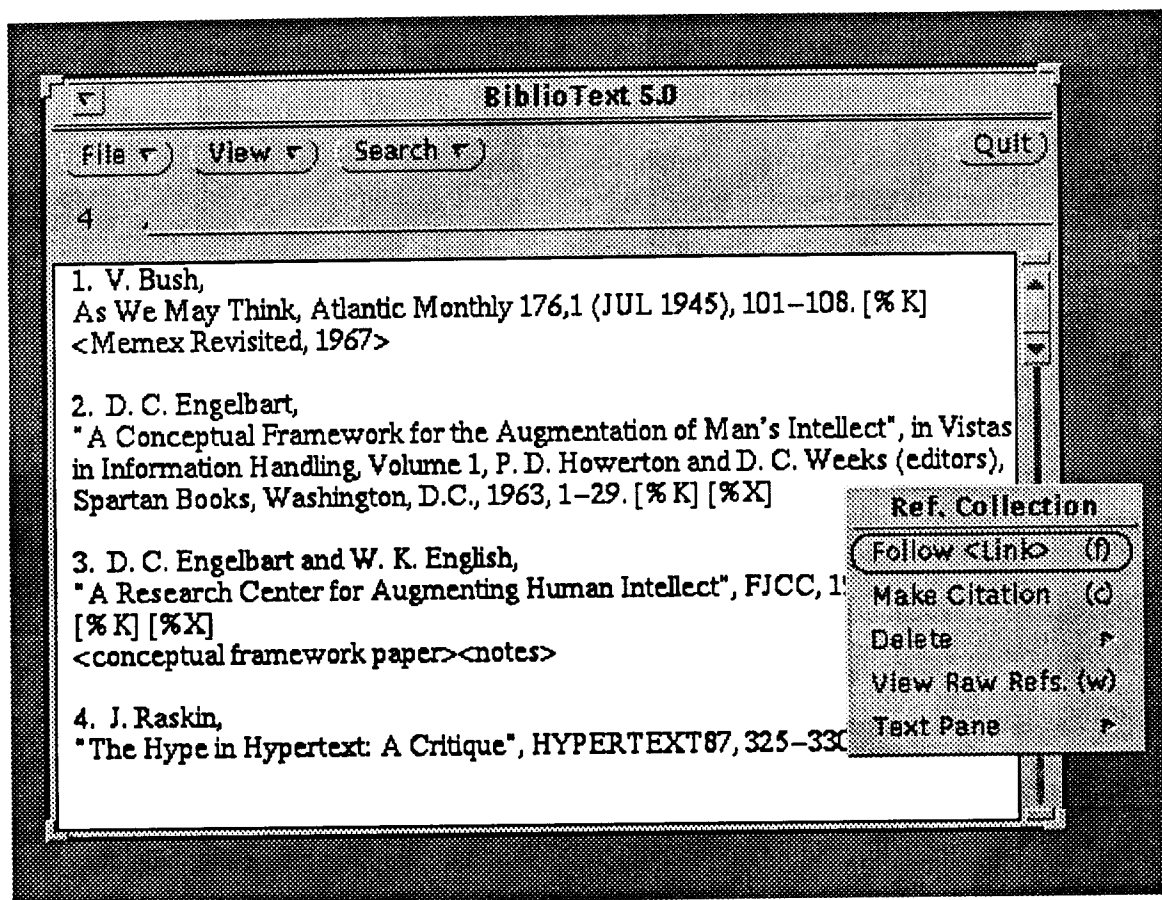 BiblioText 5.0
File View Search Quit
4 ,
1. V. Bush,
As We May Think, Atlantic Monthly 176,1 (JUL 1945), 101–108. [%K]
<Memex Revisited, 1967>
2. D. C. Engelbart,
"A Conceptual Framework for the Augmentation of Man's Intellect", in Vistas
in Information Handling, Volume 1, P. D. Howerton and D. C. Weeks (editors),
Spartan Books, Washington, D.C., 1963, 1–29. [%K] [%X]
3. D. C. Engelbart and W. K. English,
"A Research Center for Augmenting Human Intellect", FJCC,
[%K] [%X]
<conceptual framework paper><notes>
4. J. Raskin,
"The Hype in Hypertext: A Critique", HYPERTEXT87, 325–330
Ref. Collection
Follow <Link> (f)
Make Citation (c)
Delete
View Raw Refs. (w)
Text Pane